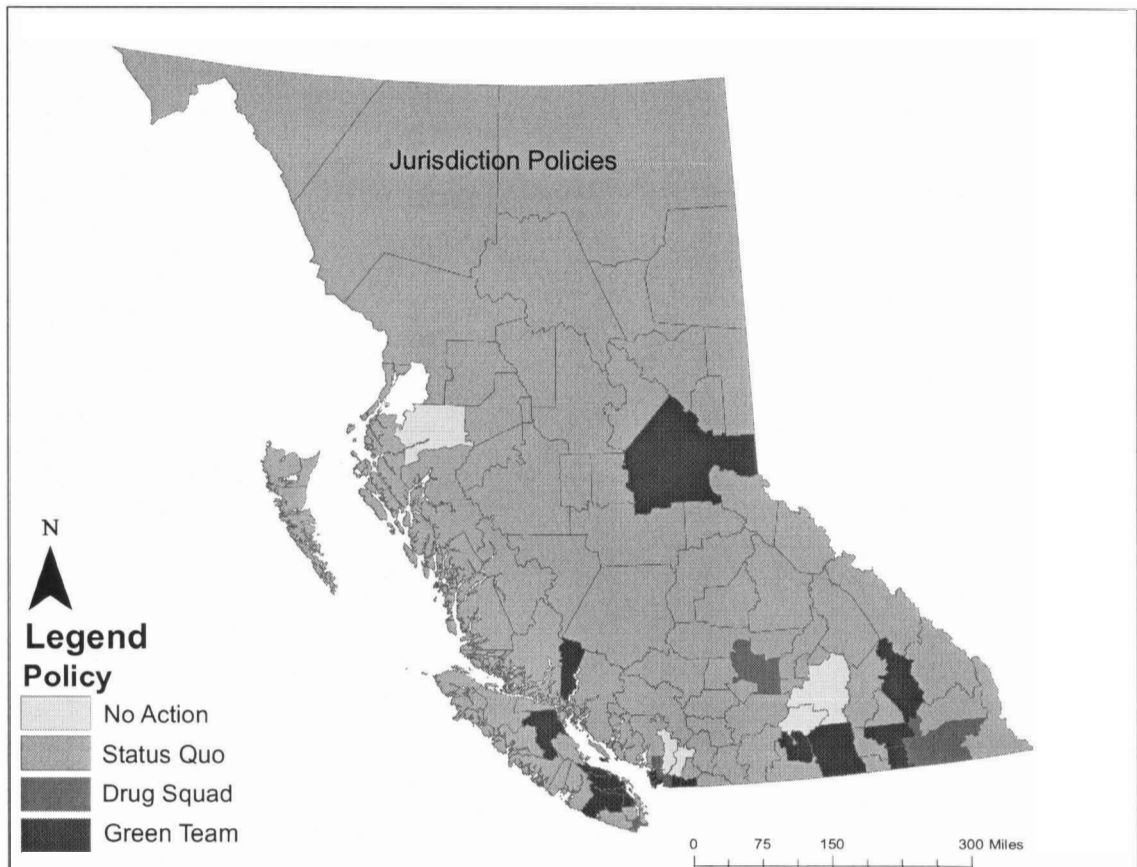 Jurisdiction Policies
N
Legend
Policy
No Action
Status Quo
Drug Squad
Green Team
0 75 150 300 Miles